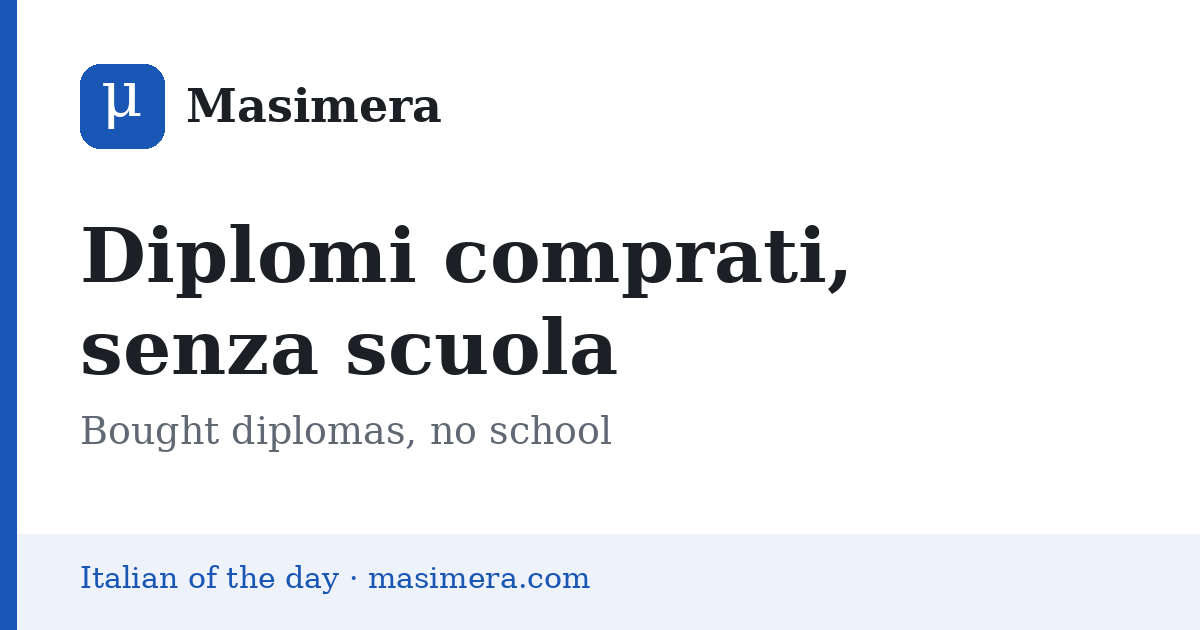 μ
Masimera
Diplomi comprati,
senza scuola
Bought diplomas, no school
Italian of the day · masimera.com